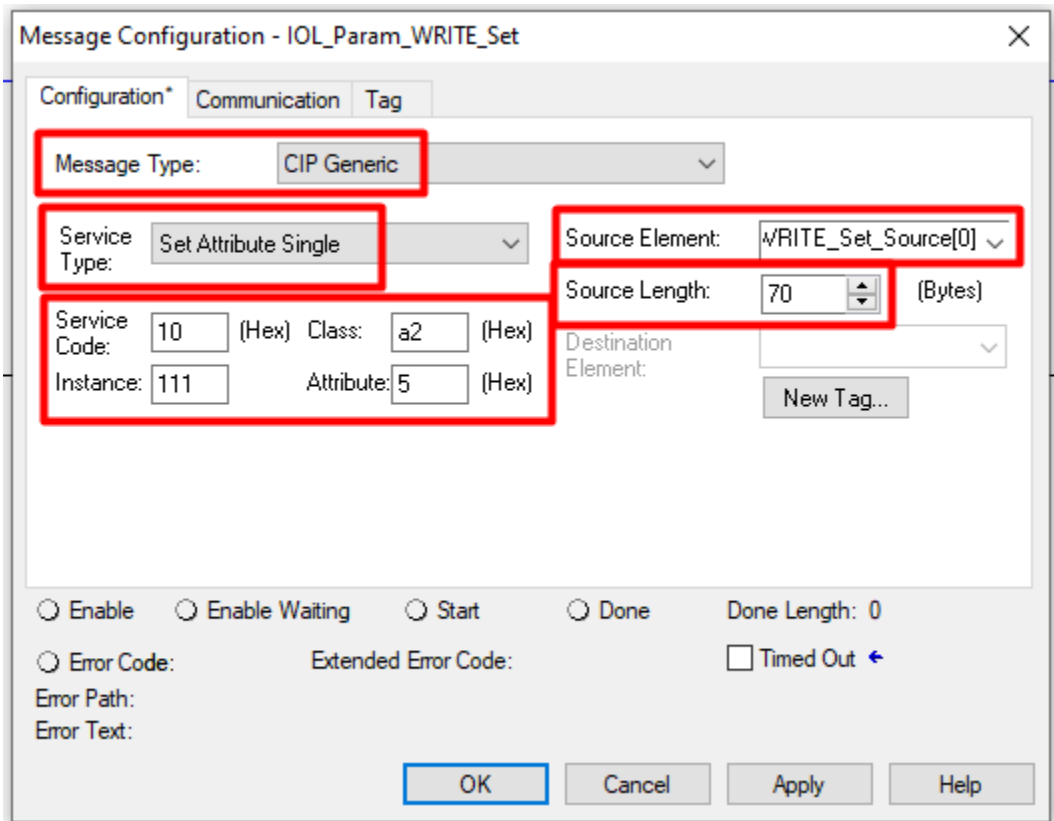 Message Configuration - IOL_Param_WRITE_Set
Configuration* Communication Tag
Message Type: CIP Generic
Service Type: Set Attribute Single
Source Element: WRITE_Set_Source[0]
Source Length: 70 (Bytes)
Service Code: 10 (Hex) Class: a2 (Hex)
Instance: 111 Attribute: 5 (Hex)
Destination Element:
New Tag...
Enable Enable Waiting Start Done Done Length: 0
Error Code: Extended Error Code: Timed Out
Error Path:
Error Text:
OK Cancel Apply Help